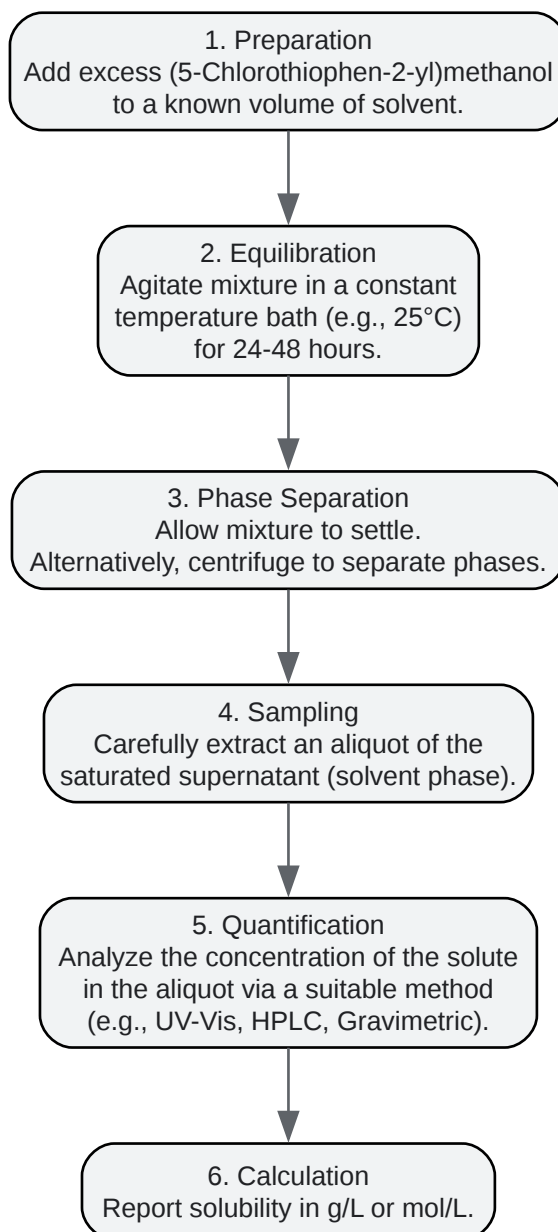 1. Preparation
Add excess (5-Chlorothiophen-2-yl)methanol
to a known volume of solvent.
2. Equilibration
Agitate mixture in a constant
temperature bath (e.g., 25°C)
for 24-48 hours.
3. Phase Separation
Allow mixture to settle.
Alternatively, centrifuge to separate phases.
4. Sampling
Carefully extract an aliquot of the
saturated supernatant (solvent phase).
5. Quantification
Analyze the concentration of the solute
in the aliquot via a suitable method
(e.g., UV-Vis, HPLC, Gravimetric).
6. Calculation
Report solubility in g/L or mol/L.